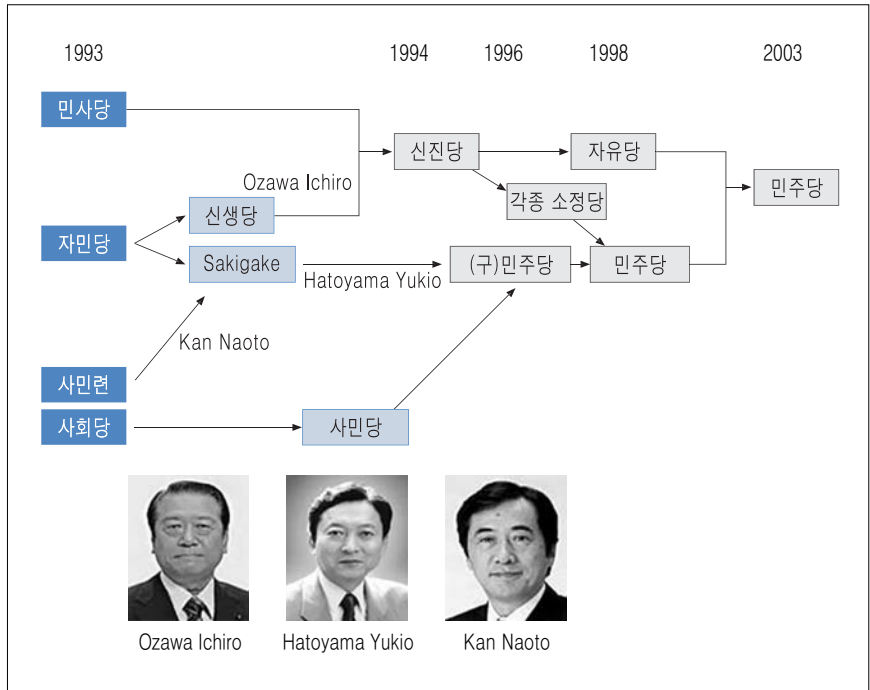 1993 1994 1996 1998 2003
민사당
신진당
자유당
Ozawa Ichiro
민주당
각종 소정당
신생당
자민당
Sakigake
(구)민주당
민주당
Hatoyama Yukio
Kan Naoto
사민련
사회당
사민당
Ozawa Ichiro
Hatoyama Yukio
Kan Naoto